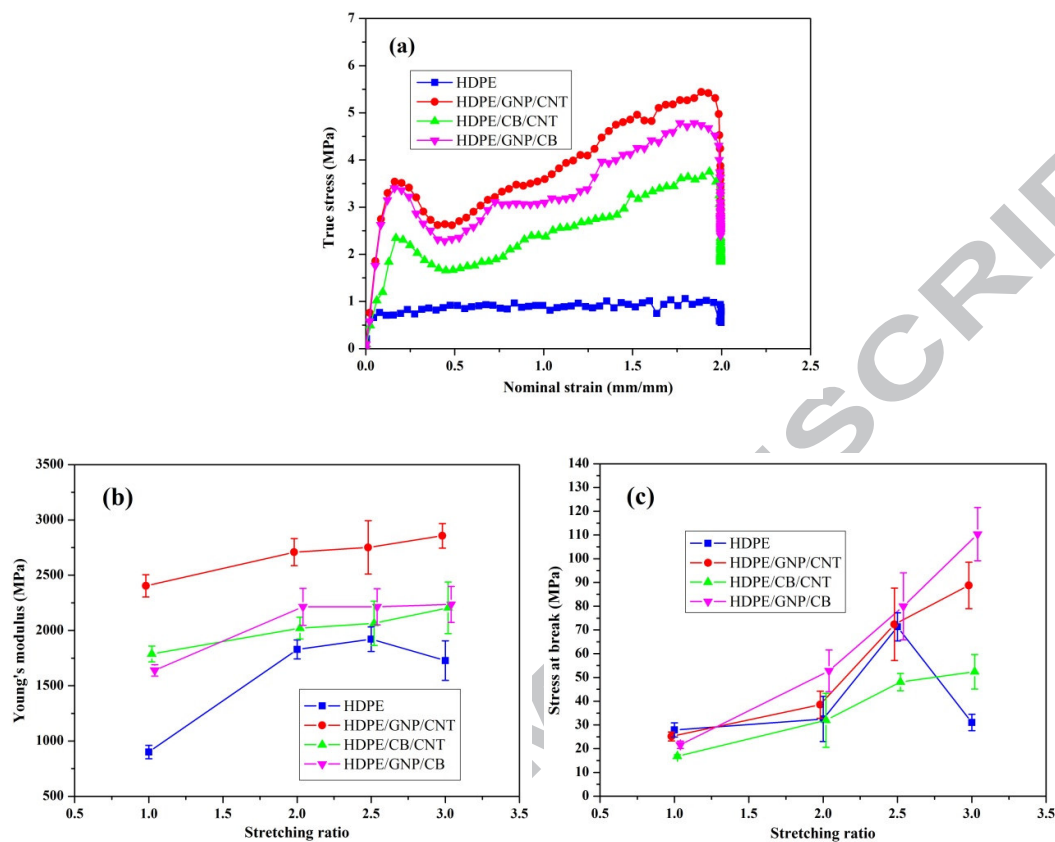 (a)
HDPE
HDPE/GNP/CNT
HDPE/CB/CNT
HDPE/GNP/CB
True stress (MPa)
7
6
5
4
3
2
1
0
0.0 0.5 1.0 1.5 2.0 2.5
Nominal strain (mm/mm)
(b)
Young's modulus (MPa)
3500
3000
2500
2000
1500
1000
500
HDPE
HDPE/GNP/CNT
HDPE/CB/CNT
HDPE/GNP/CB
0.5 1.0 1.5 2.0 2.5 3.0 3.5
Stretching ratio
(c)
Stress at break (MPa)
140
130
120
110
100
90
80
70
60
50
40
30
20
10
0
HDPE
HDPE/GNP/CNT
HDPE/CB/CNT
HDPE/GNP/CB
0.5 1.0 1.5 2.0 2.5 3.0 3.5
Stretching ratio